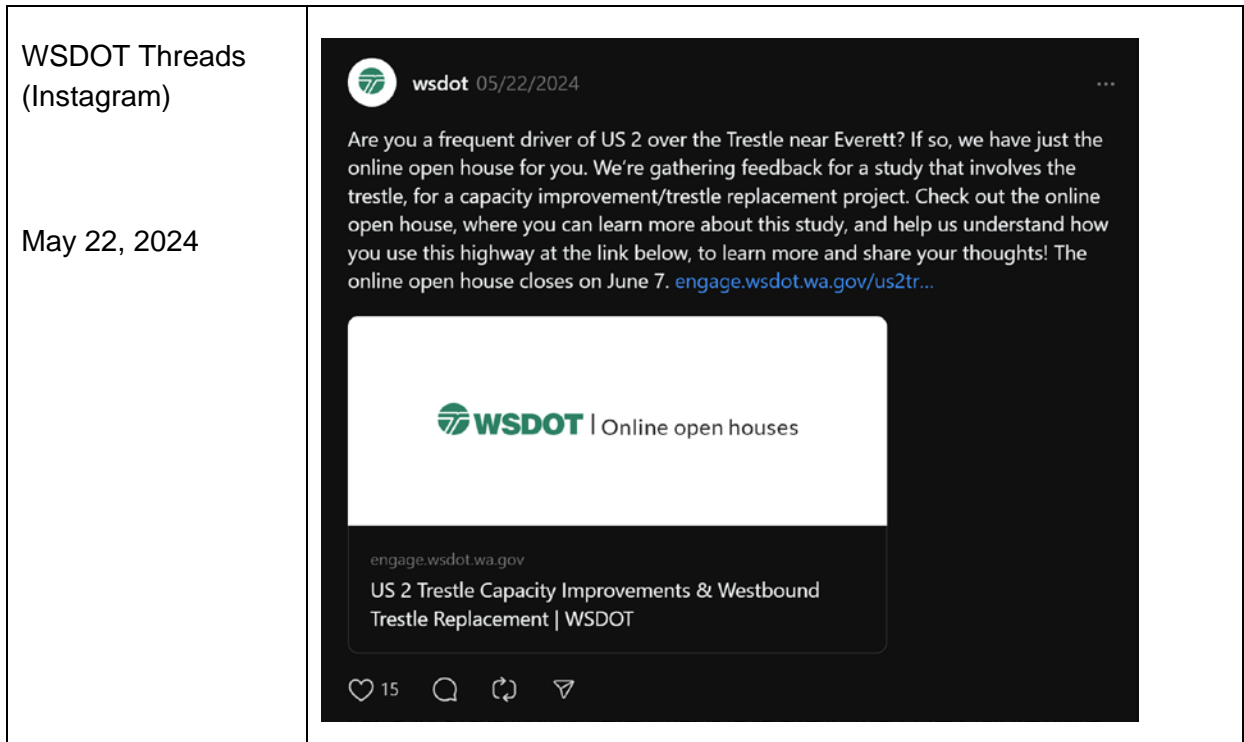 WSDOT Threads
(Instagram)
May 22, 2024
wsdot 05/22/2024
Are you a frequent driver of US 2 over the Trestle near Everett? If so, we have just the
online open house for you. We're gathering feedback for a study that involves the
trestle, for a capacity improvement/trestle replacement project. Check out the online
open house, where you can learn more about this study, and help us understand how
you use this highway at the link below, to learn more and share your thoughts! The
online open house closes on June 7. engage.wsdot.wa.gov/us2tr...
WSDOT | Online open houses
engage.wsdot.wa.gov
US 2 Trestle Capacity Improvements & Westbound
Trestle Replacement | WSDOT
15